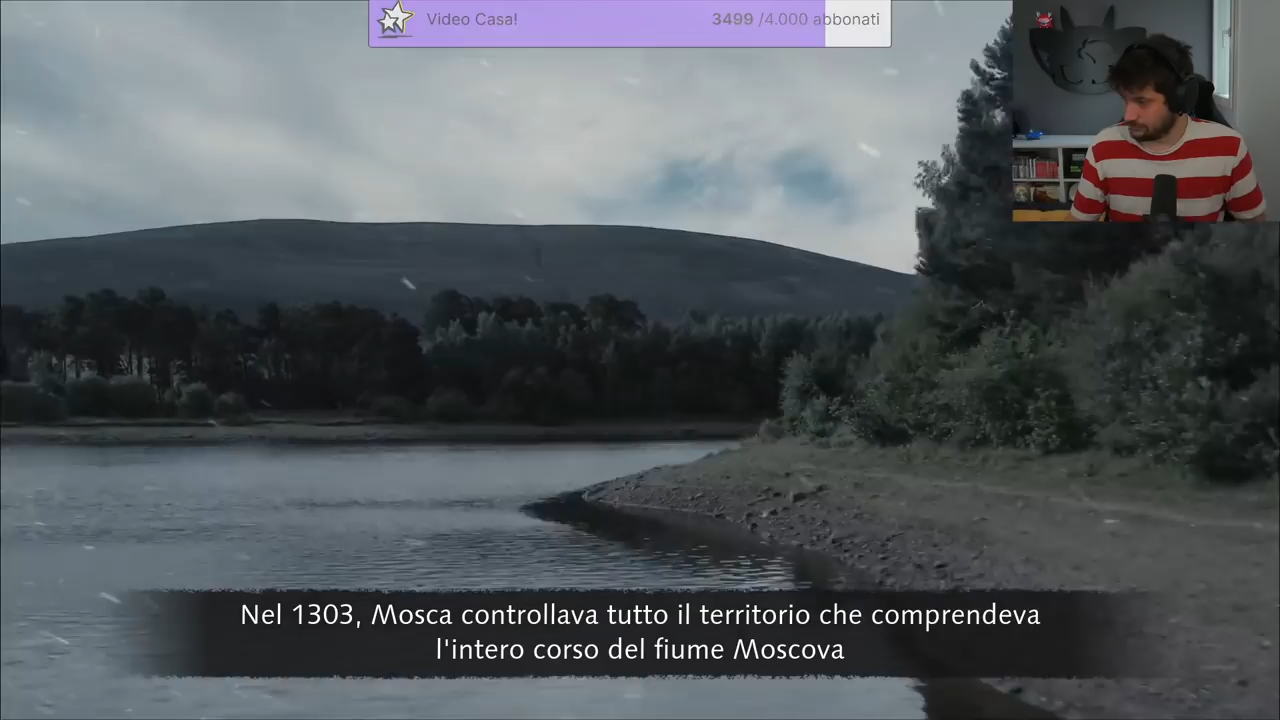 Video Casa!
3499 /4.000 abbonati
Nel 1303, Mosca controllava tutto il territorio che comprendeva
l'intero corso del fiume Moscova